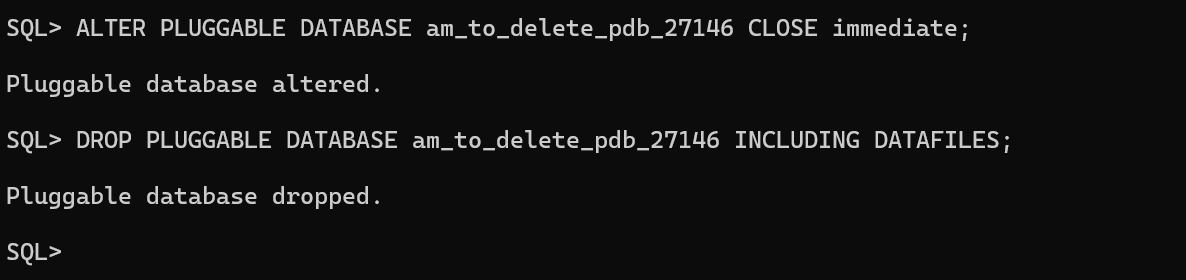 SQL> ALTER PLUGGABLE DATABASE am_to_delete_pdb_27146 CLOSE immediate;
Pluggable database altered.
SQL> DROP PLUGGABLE DATABASE am_to_delete_pdb_27146 INCLUDING DATAFILES;
Pluggable database dropped.
SQL>